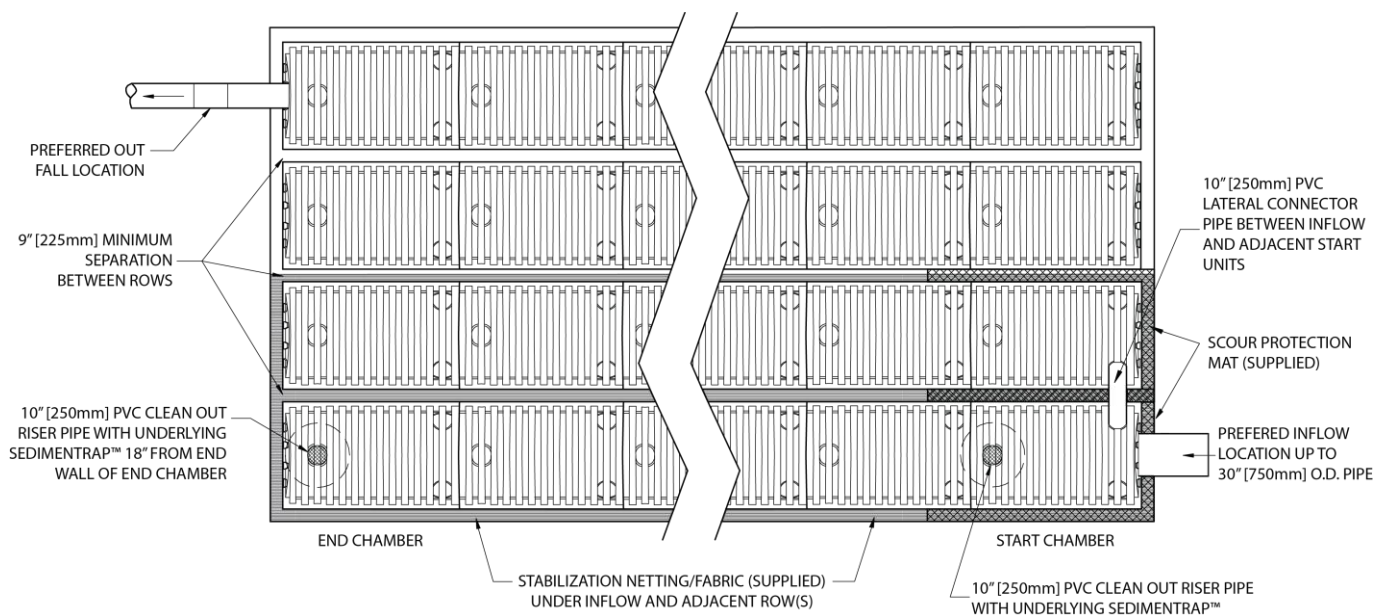 PREFERRED OUT
FALL LOCATION
9" [225mm] MINIMUM
SEPARATION
BETWEEN ROWS
10" [250mm] PVC CLEAN OUT
RISER PIPE WITH UNDERLYING
SEDIMENTRAP™ 18" FROM END
WALL OF END CHAMBER
10" [250mm] PVC
LATERAL CONNECTOR
PIPE BETWEEN INFLOW
AND ADJACENT START
UNITS
SCOUR PROTECTION
MAT (SUPPLIED)
PREFERED INFLOW
LOCATION UP TO
30" [750mm] O.D. PIPE
END CHAMBER
START CHAMBER
STABILIZATION NETTING/FABRIC (SUPPLIED)
UNDER INFLOW AND ADJACENT ROW(S)
10" [250mm] PVC CLEAN OUT RISER PIPE
WITH UNDERLYING SEDIMENTRAP™